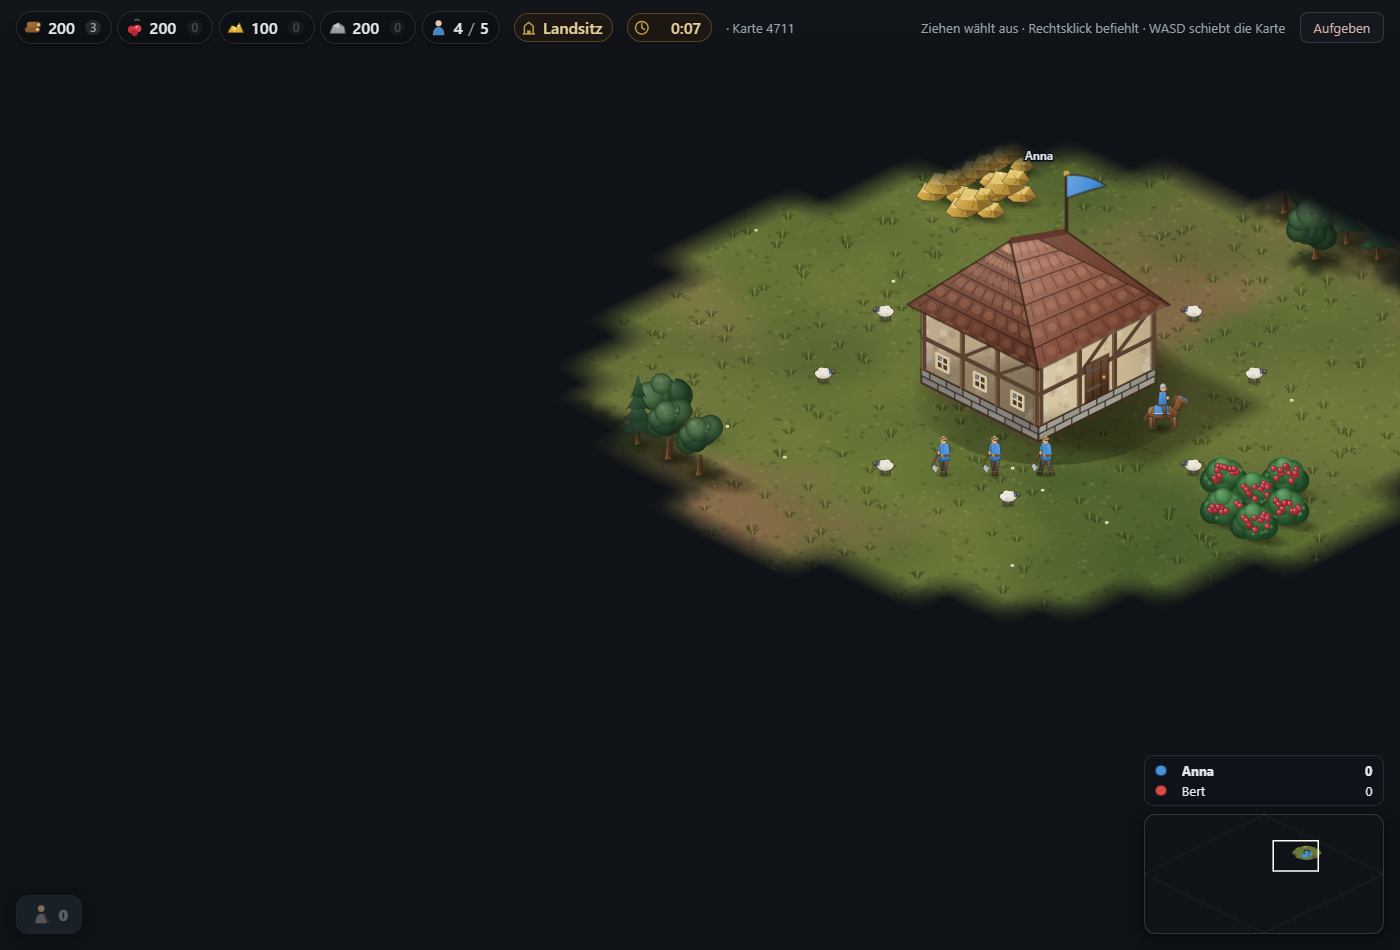 200 3 200 0 100 0 200 0 4 / 5 Landsitz 0:07 · Karte 4711 Ziehen wählt aus · Rechtsklick befiehlt · WASD schiebt die Karte Aufgeben
Anna
Anna 0
Bert 0
0